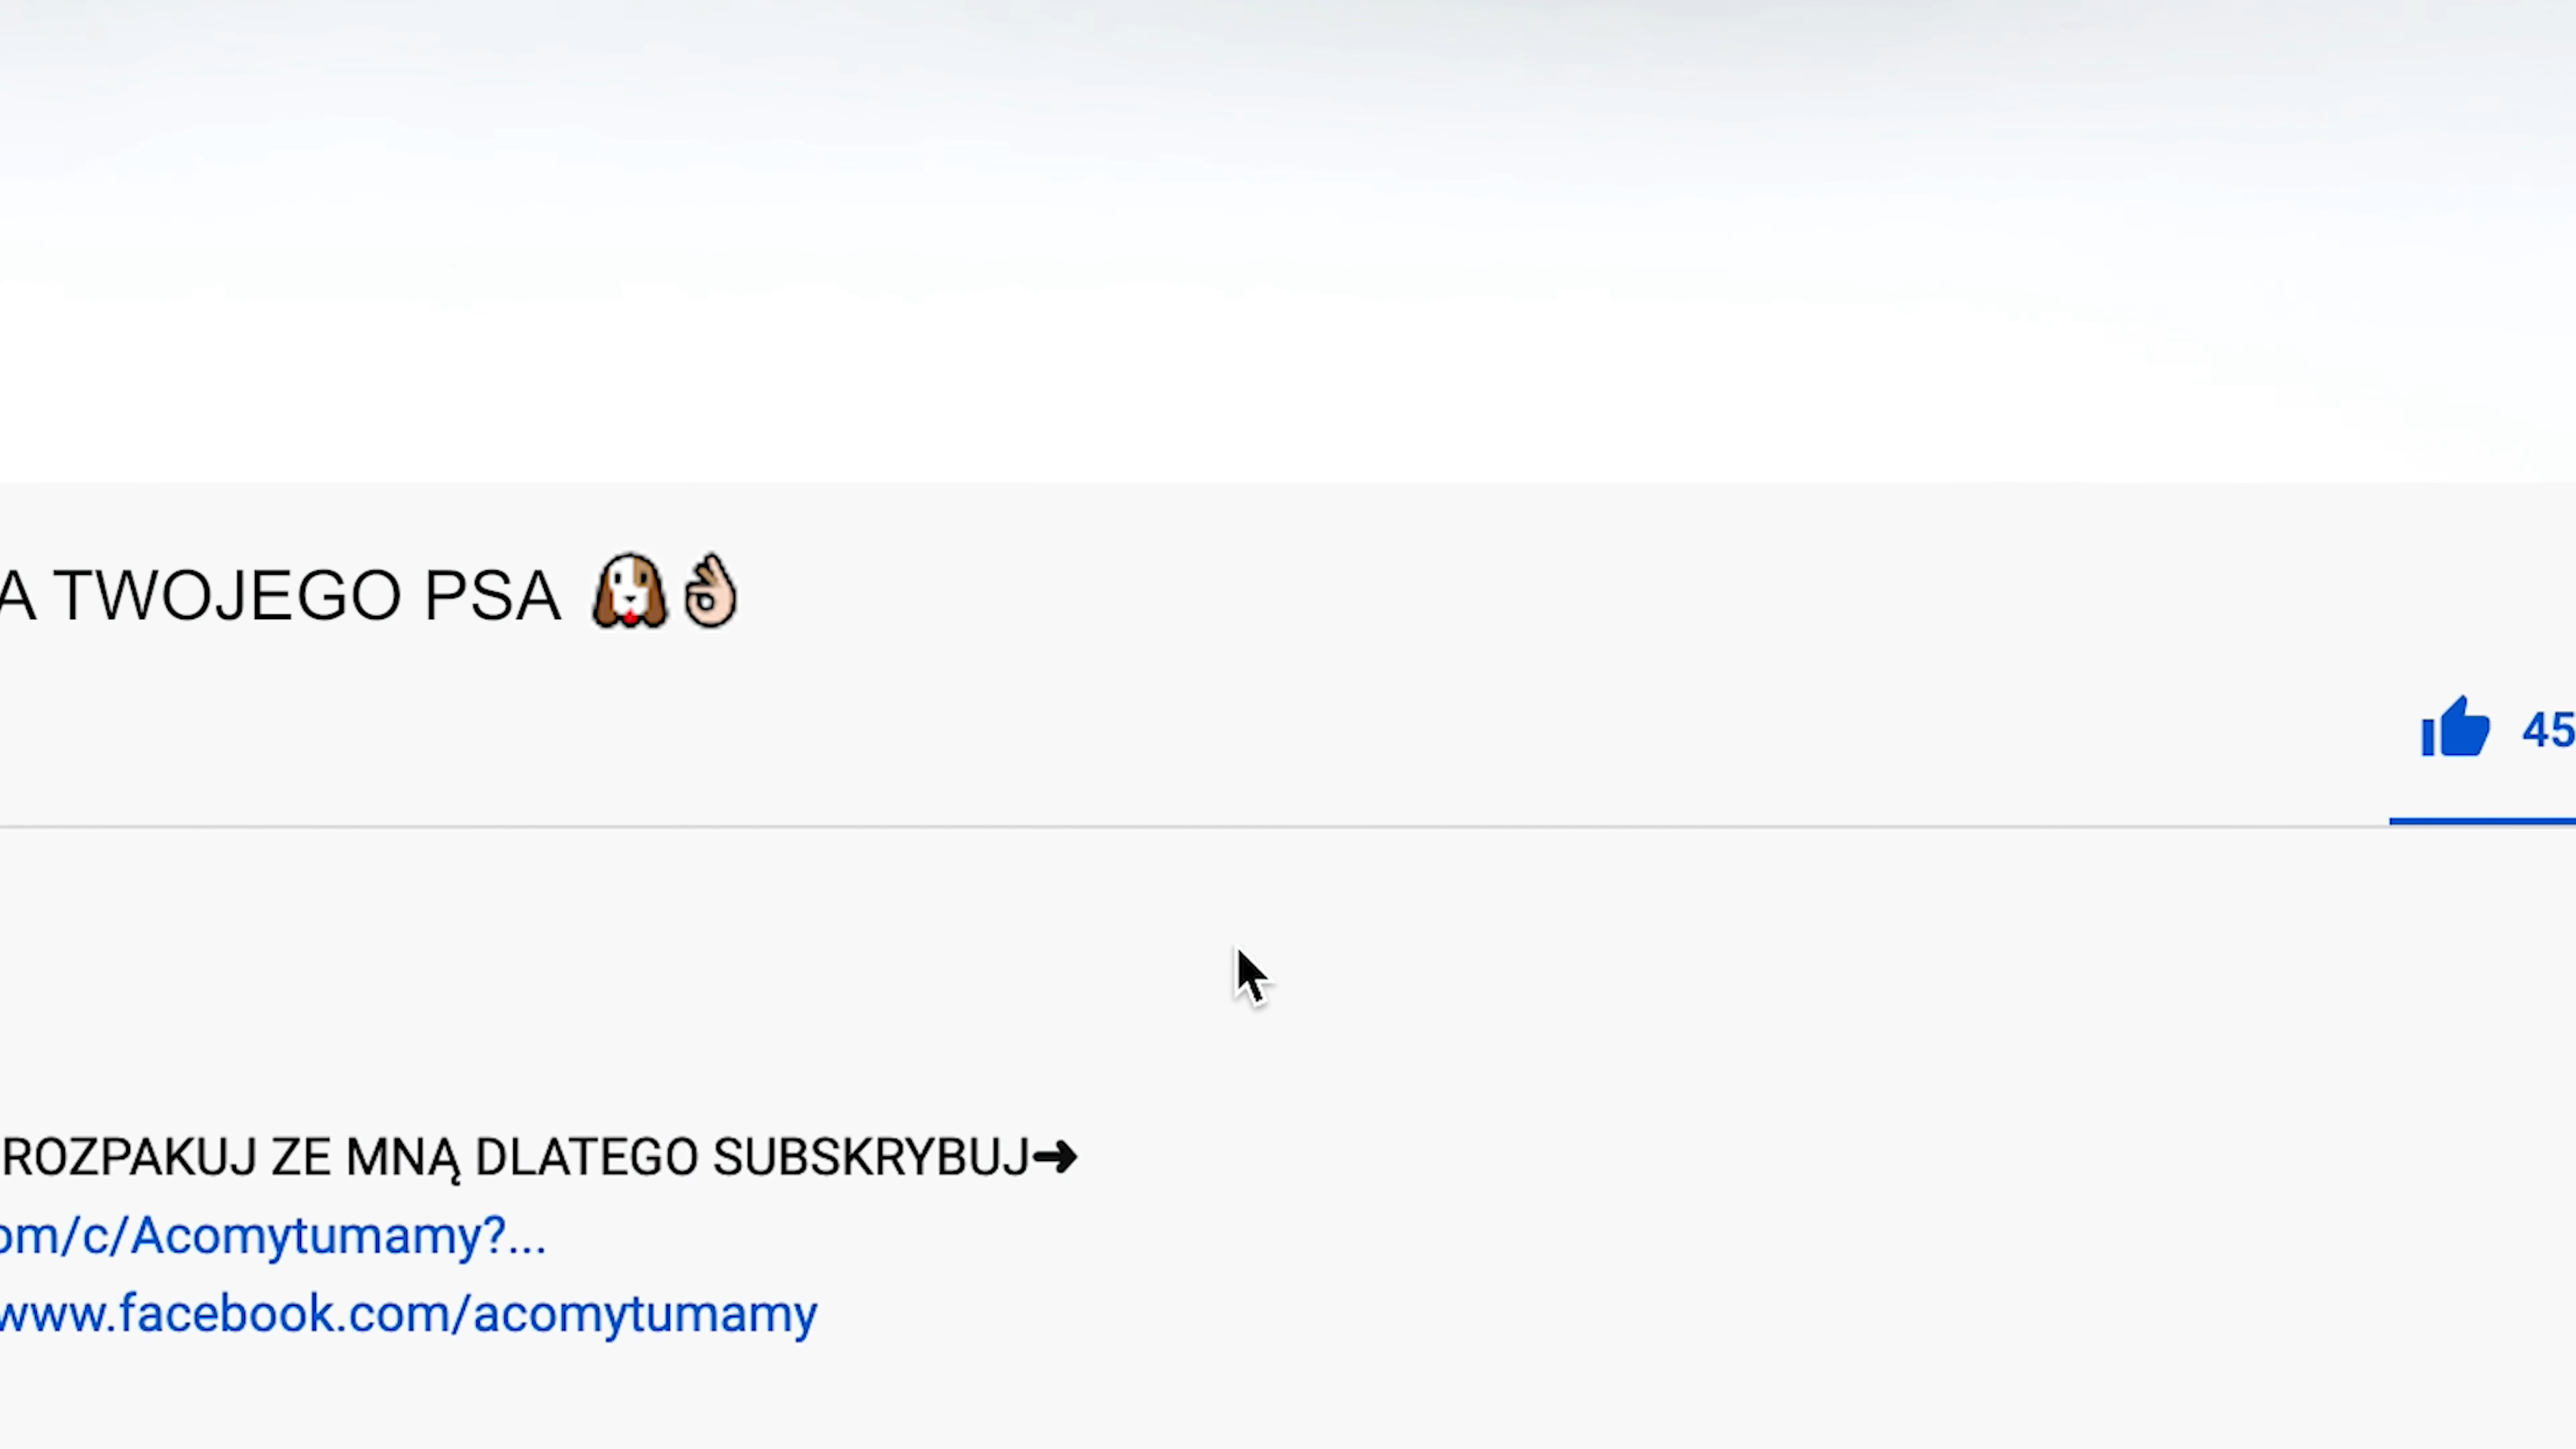 A TWOJEGO PSA 🐶👌🏻
45
ROZPAKUJ ZE MNĄ DLATEGO SUBSKRYBUJ➜
om/c/Acomytumamy?...
www.facebook.com/acomytumamy